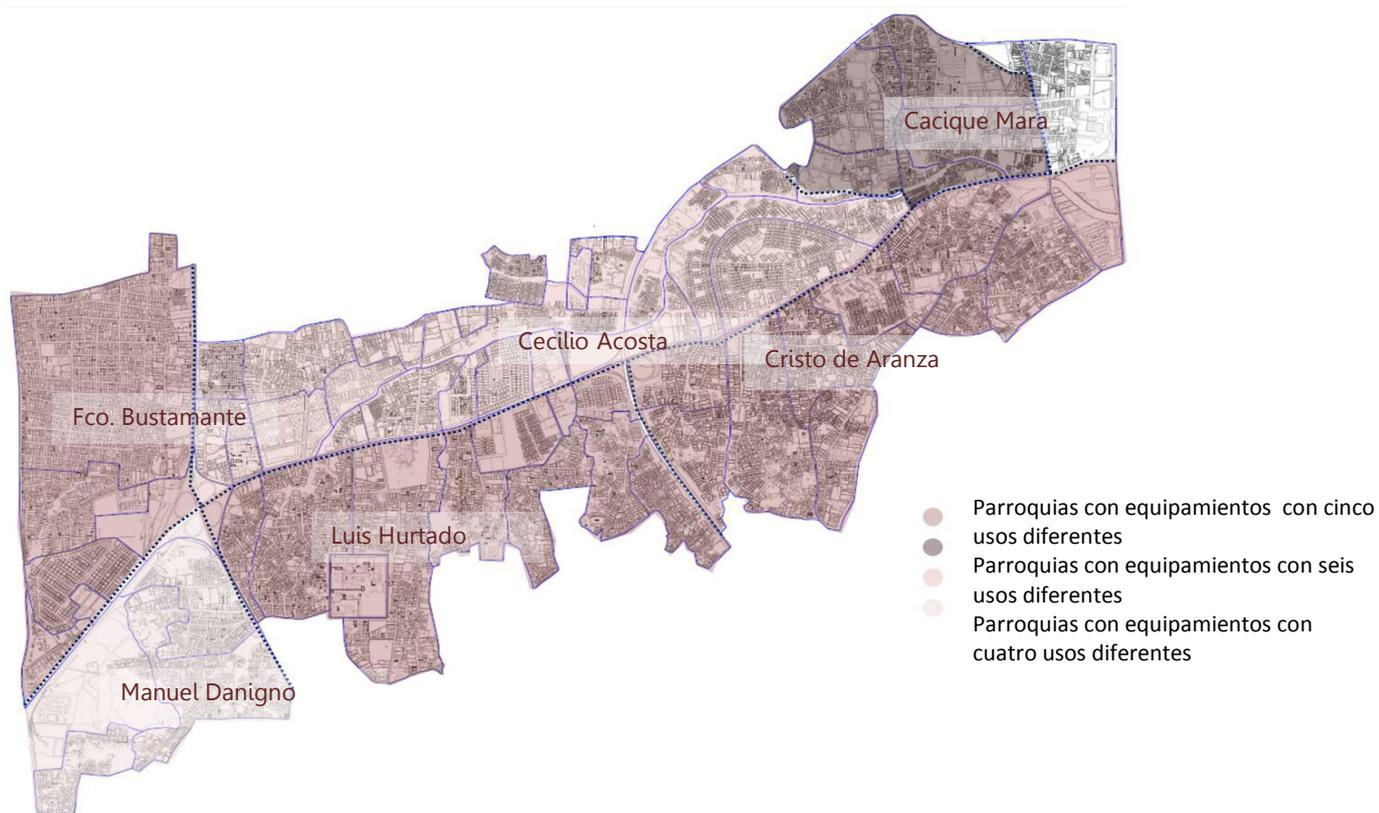 Cacique Mara
Cecilio Acosta
Cristo de Aranza
Fco. Bustamante
Luis Hurtado
Manuel Danigno
Parroquias con equipamientos con cinco
usos diferentes
Parroquias con equipamientos con seis
usos diferentes
Parroquias con equipamientos con
cuatro usos diferentes